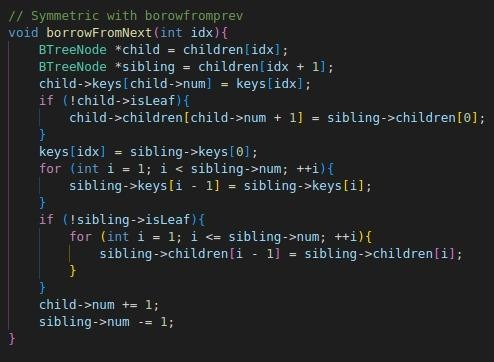 // Symmetric with borowfromprev
void borrowFromNext(int idx){
    BTreeNode *child = children[idx];
    BTreeNode *sibling = children[idx + 1];
    child->keys[child->num] = keys[idx];
    if (!child->isLeaf){
        child->children[child->num + 1] = sibling->children[0];
    }
    keys[idx] = sibling->keys[0];
    for (int i = 1; i < sibling->num; ++i){
        sibling->keys[i - 1] = sibling->keys[i];
    }
    if (!sibling->isLeaf){
        for (int i = 1; i <= sibling->num; ++i){
            sibling->children[i - 1] = sibling->children[i];
        }
    }
    child->num += 1;
    sibling->num -= 1;
}